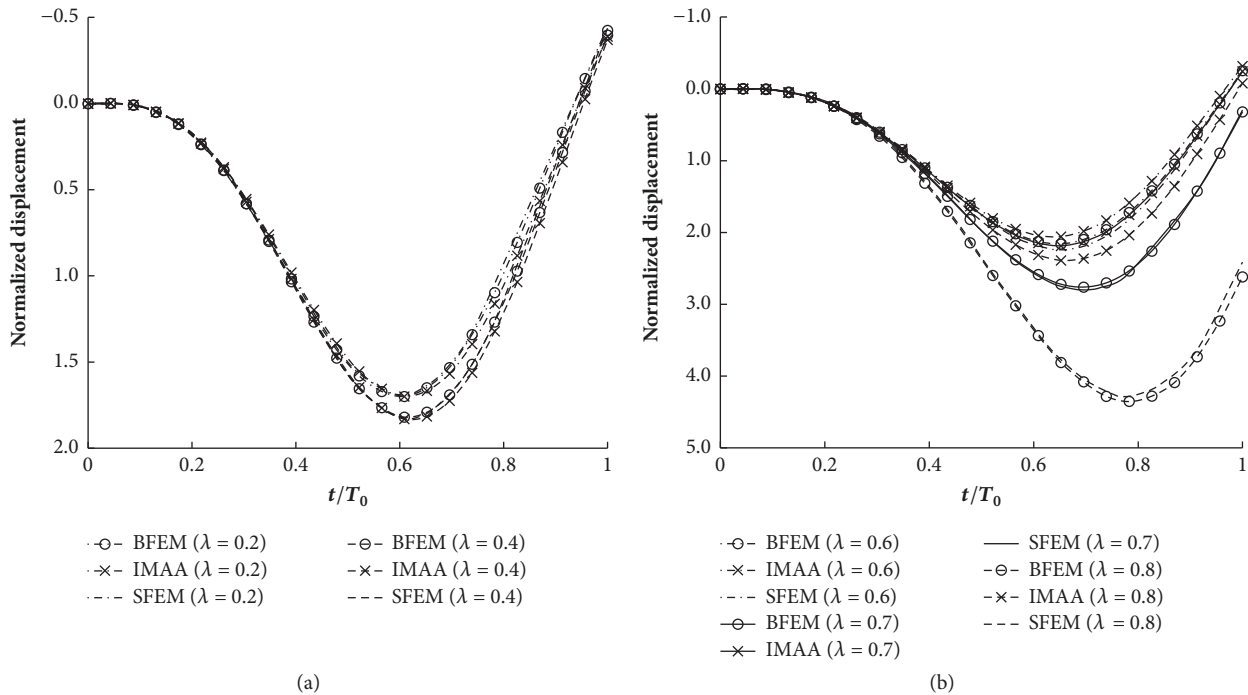 −0.5
0.0
0.5
1.0
1.5
2.0
Normalized displacement
0
0.2
0.4
0.6
0.8
1
t/T0
BFEM (λ = 0.2)
IMAA (λ = 0.2)
SFEM (λ = 0.2)
BFEM (λ = 0.4)
IMAA (λ = 0.4)
SFEM (λ = 0.4)
(a)
−1.0
0.0
1.0
2.0
3.0
4.0
5.0
Normalized displacement
0
0.2
0.4
0.6
0.8
1
t/T0
BFEM (λ = 0.6)
IMAA (λ = 0.6)
SFEM (λ = 0.6)
BFEM (λ = 0.7)
IMAA (λ = 0.7)
SFEM (λ = 0.7)
BFEM (λ = 0.8)
IMAA (λ = 0.8)
SFEM (λ = 0.8)
(b)